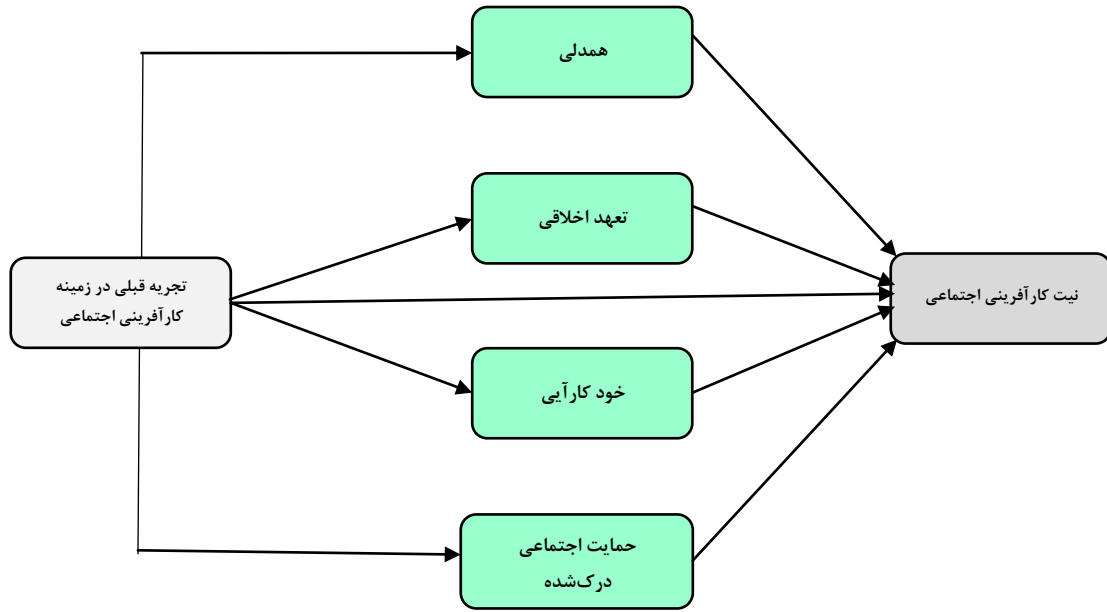 همدلی
تعهد اخلاقی
تجربه قبلی در زمینه
کارآفرینی اجتماعی
نیت کارآفرینی اجتماعی
خود کارآیی
حمایت اجتماعی
درک‌شده